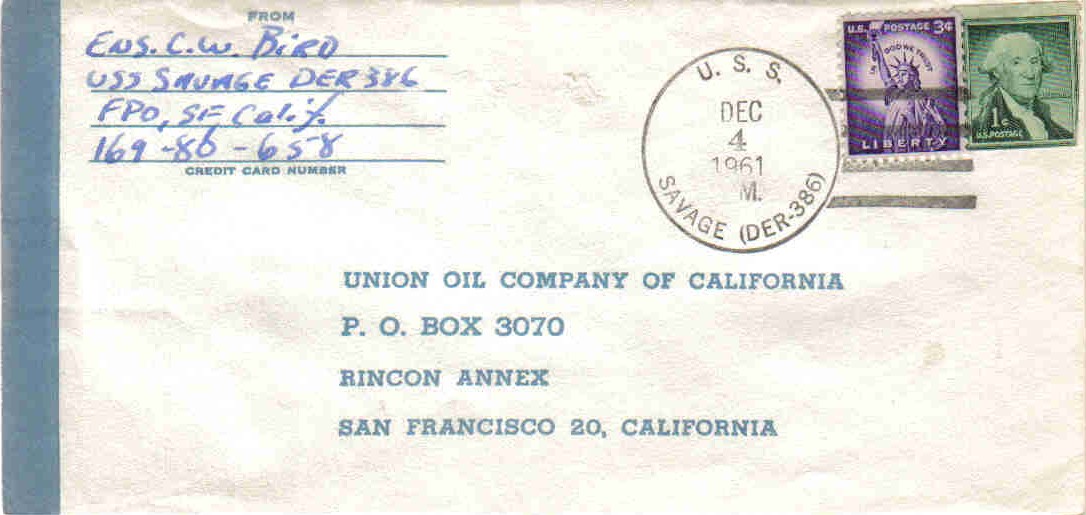 FROM
ENS. C.W. BIRD
USS SAVAGE DER 386
FPO, SF Calif.
169-80-658
CREDIT CARD NUMBER
U. S. S.
DEC
4
1961
M.
SAVAGE (DER-386)
U.S. POSTAGE 3¢
IN GOD WE TRUST
LIBERTY
1¢
U.S. POSTAGE
UNION OIL COMPANY OF CALIFORNIA
P. O. BOX 3070
RINCON ANNEX
SAN FRANCISCO 20, CALIFORNIA